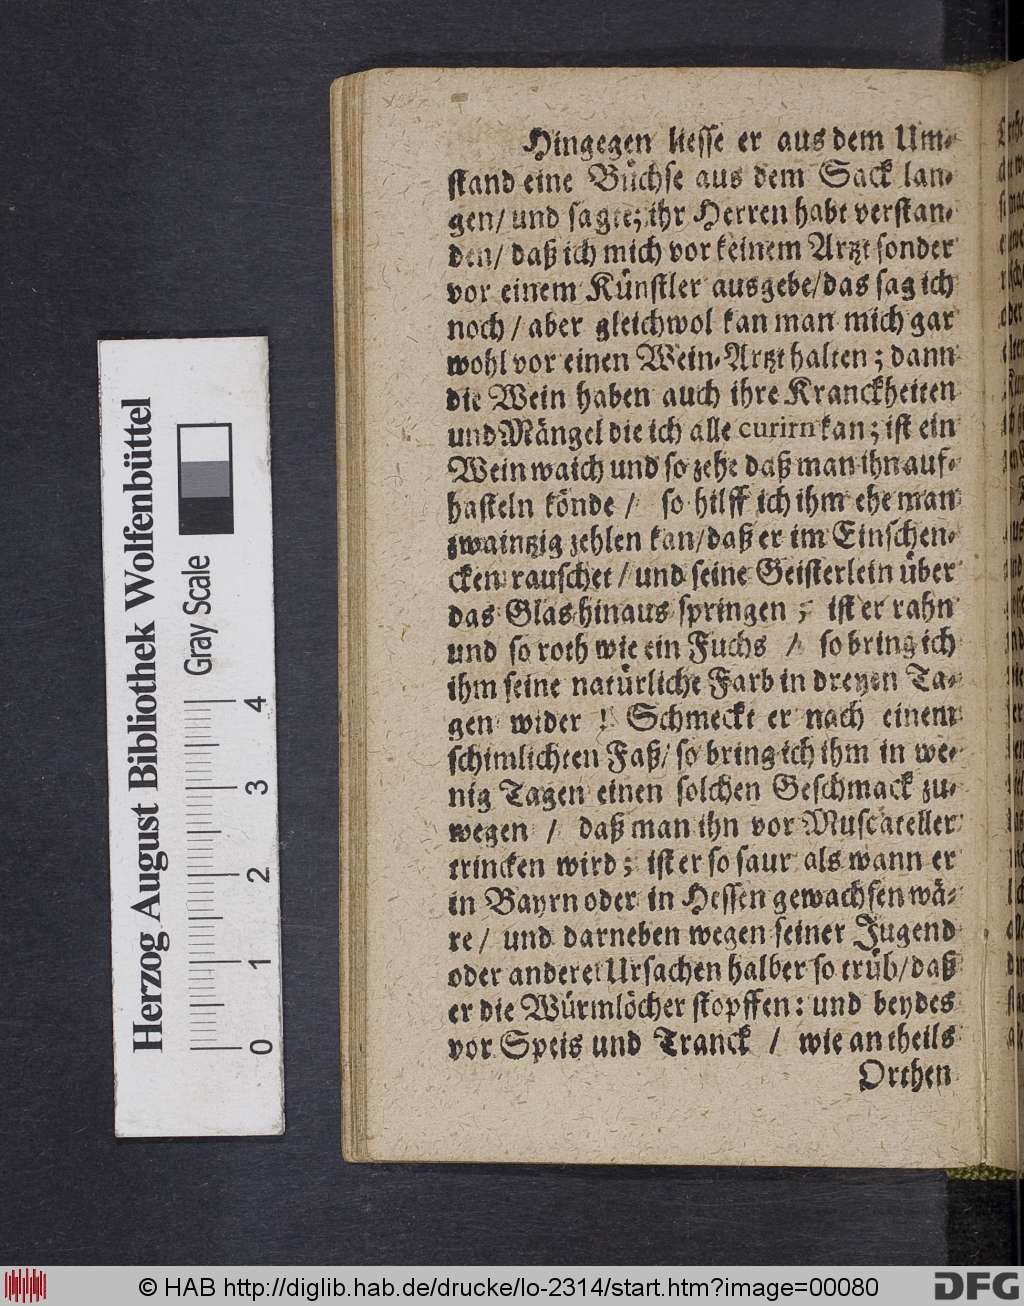 Hingegen liesse er aus dem Um-
stand eine Büchse aus dem Sack lan-
gen/ und sagte; ihr Herren habt verstan-
den/ daß ich mich vor keinem Artzt sonder
vor einem Künstler ausgebe/das sag ich
noch / aber gleichwol kan man mich gar
wohl vor einen Wein-Artzt halten; dann
die Wein haben auch ihre Kranckheiten
und Mängel die ich alle curirn kan; ist ein
Wein waich und so zehe daß man ihn auf-
hasteln könde / so hilff ich ihm ehe man
zwaintzig zehlen kan/daß er im Einschen-
cken rauschet / und seine Geisterlein über
das Glas hinaus springen; ist er rahn
und so roth wie ein Fuchs / so bring ich
ihm seine natürliche Farb in dreyen Ta-
gen wider ! Schmeckt er nach einem
schimlichten Faß/ so bring ich ihm in we-
nig Tagen einen solchen Geschmack zu-
wegen / daß man ihn vor Muscateller
trincken wird; ist er so saur als wann er
in Bayrn oder in Hessen gewachsen wä-
re / und darneben wegen seiner Jugend
oder anderer Ursachen halber so trüb/daß
er die Würmlöcher stopffen: und beydes
vor Speis und Tranck / wie an theils
Orthen
Herzog August Bibliothek Wolfenbüttel
Gray Scale
0 1 2 3 4
© HAB http://diglib.hab.de/drucke/lo-2314/start.htm?image=00080
DFG